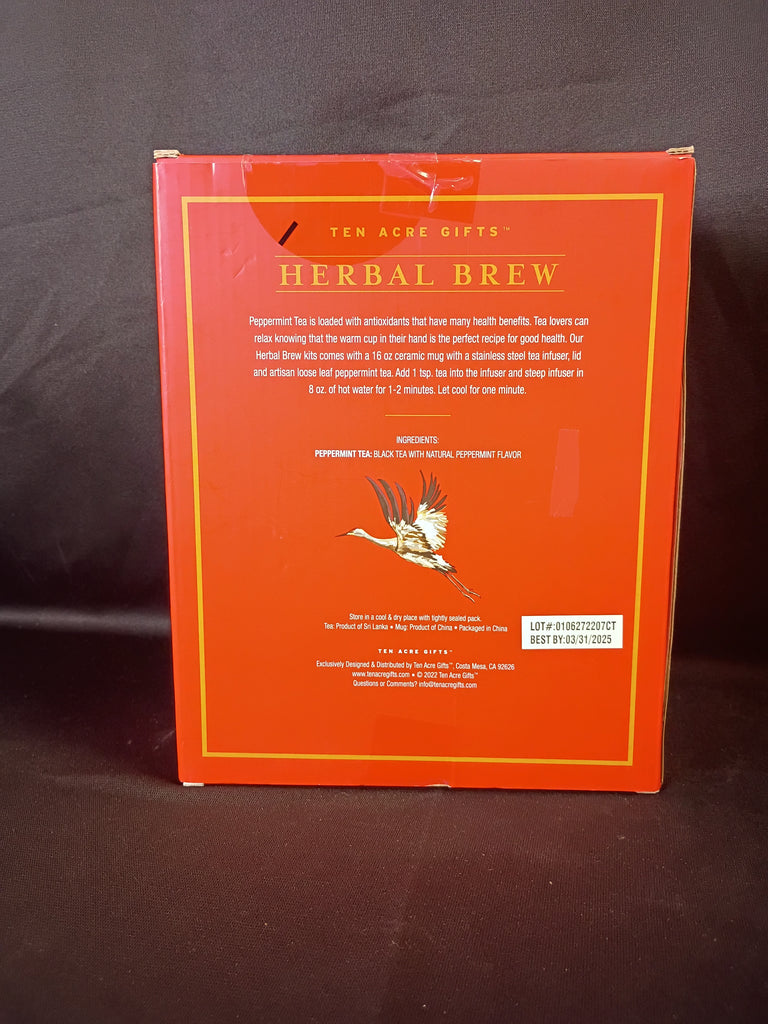 TEN ACRE GIFTS™
HERBAL BREW
Peppermint Tea is loaded with antioxidants that have many health benefits. Tea lovers can
relax knowing that the warm cup in their hand is the perfect recipe for good health. Our
Herbal Brew kits comes with a 16 oz ceramic mug with a stainless steel tea infuser, lid
and artisan loose leaf peppermint tea. Add 1 tsp. tea into the infuser and steep infuser in
8 oz. of hot water for 1-2 minutes. Let cool for one minute.
INGREDIENTS:
PEPPERMINT TEA: BLACK TEA WITH NATURAL PEPPERMINT FLAVOR
Store in a cool & dry place with tightly sealed pack.
Tea: Product of Sri Lanka • Mug: Product of China • Packaged in China
LOT#:0106272207CT
BEST BY:03/31/2025
TEN ACRE GIFTS™
Exclusively Designed & Distributed by Ten Acre Gifts™, Costa Mesa, CA 92626
www.tenacregifts.com • © 2022 Ten Acre Gifts™
Questions or Comments? info@tenacregifts.com